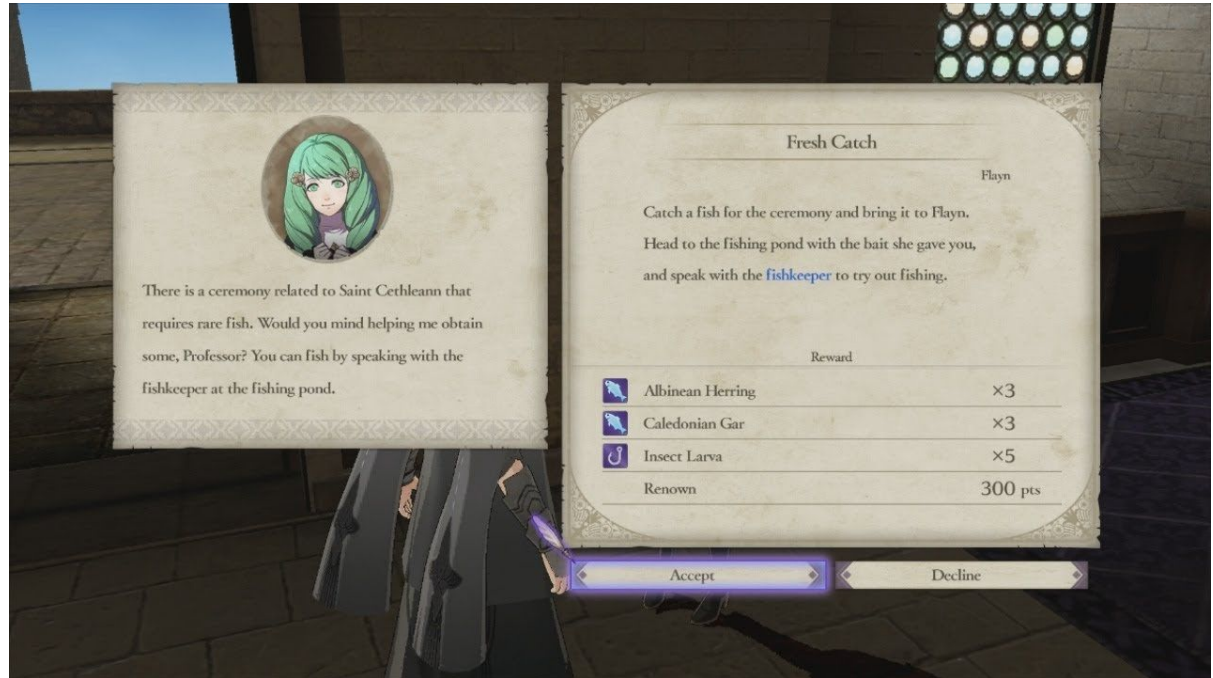 There is a ceremony related to Saint Cethleann that
requires rare fish. Would you mind helping me obtain
some, Professor? You can fish by speaking with the
fishkeeper at the fishing pond.
Fresh Catch
Flayn
Catch a fish for the ceremony and bring it to Flayn.
Head to the fishing pond with the bait she gave you,
and speak with the fishkeeper to try out fishing.
Reward
Albinean Herring ×3
Caledonian Gar ×3
Insect Larva ×5
Renown 300 pts
Accept Decline